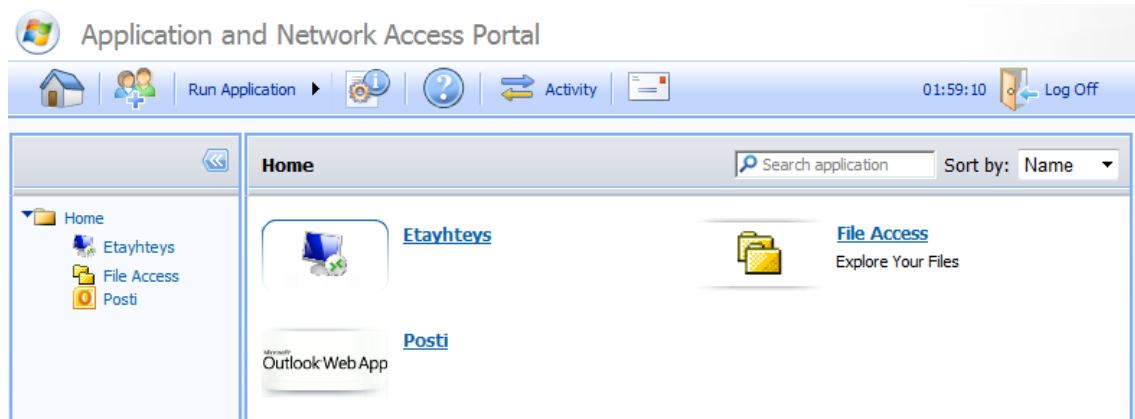 Application and Network Access Portal
Run Application
Activity
01:59:10
Log Off
Home
Search application
Sort by: Name
Home
Etayhteys
File Access
Posti
Etayhteys
File Access
Explore Your Files
Microsoft
Outlook Web App
Posti